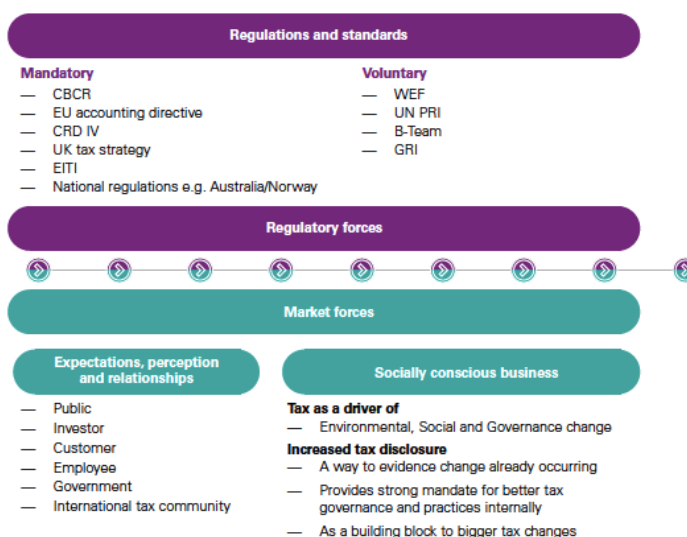 Regulations and standards
Mandatory
— CBCR
— EU accounting directive
— CRD IV
— UK tax strategy
— EITI
— National regulations e.g. Australia/Norway
Voluntary
— WEF
— UN PRI
— B-Team
— GRI
Regulatory forces
Market forces
Expectations, perception
and relationships
— Public
— Investor
— Customer
— Employee
— Government
— International tax community
Socially conscious business
Tax as a driver of
— Environmental, Social and Governance change
Increased tax disclosure
— A way to evidence change already occurring
— Provides strong mandate for better tax
governance and practices internally
— As a building block to bigger tax changes